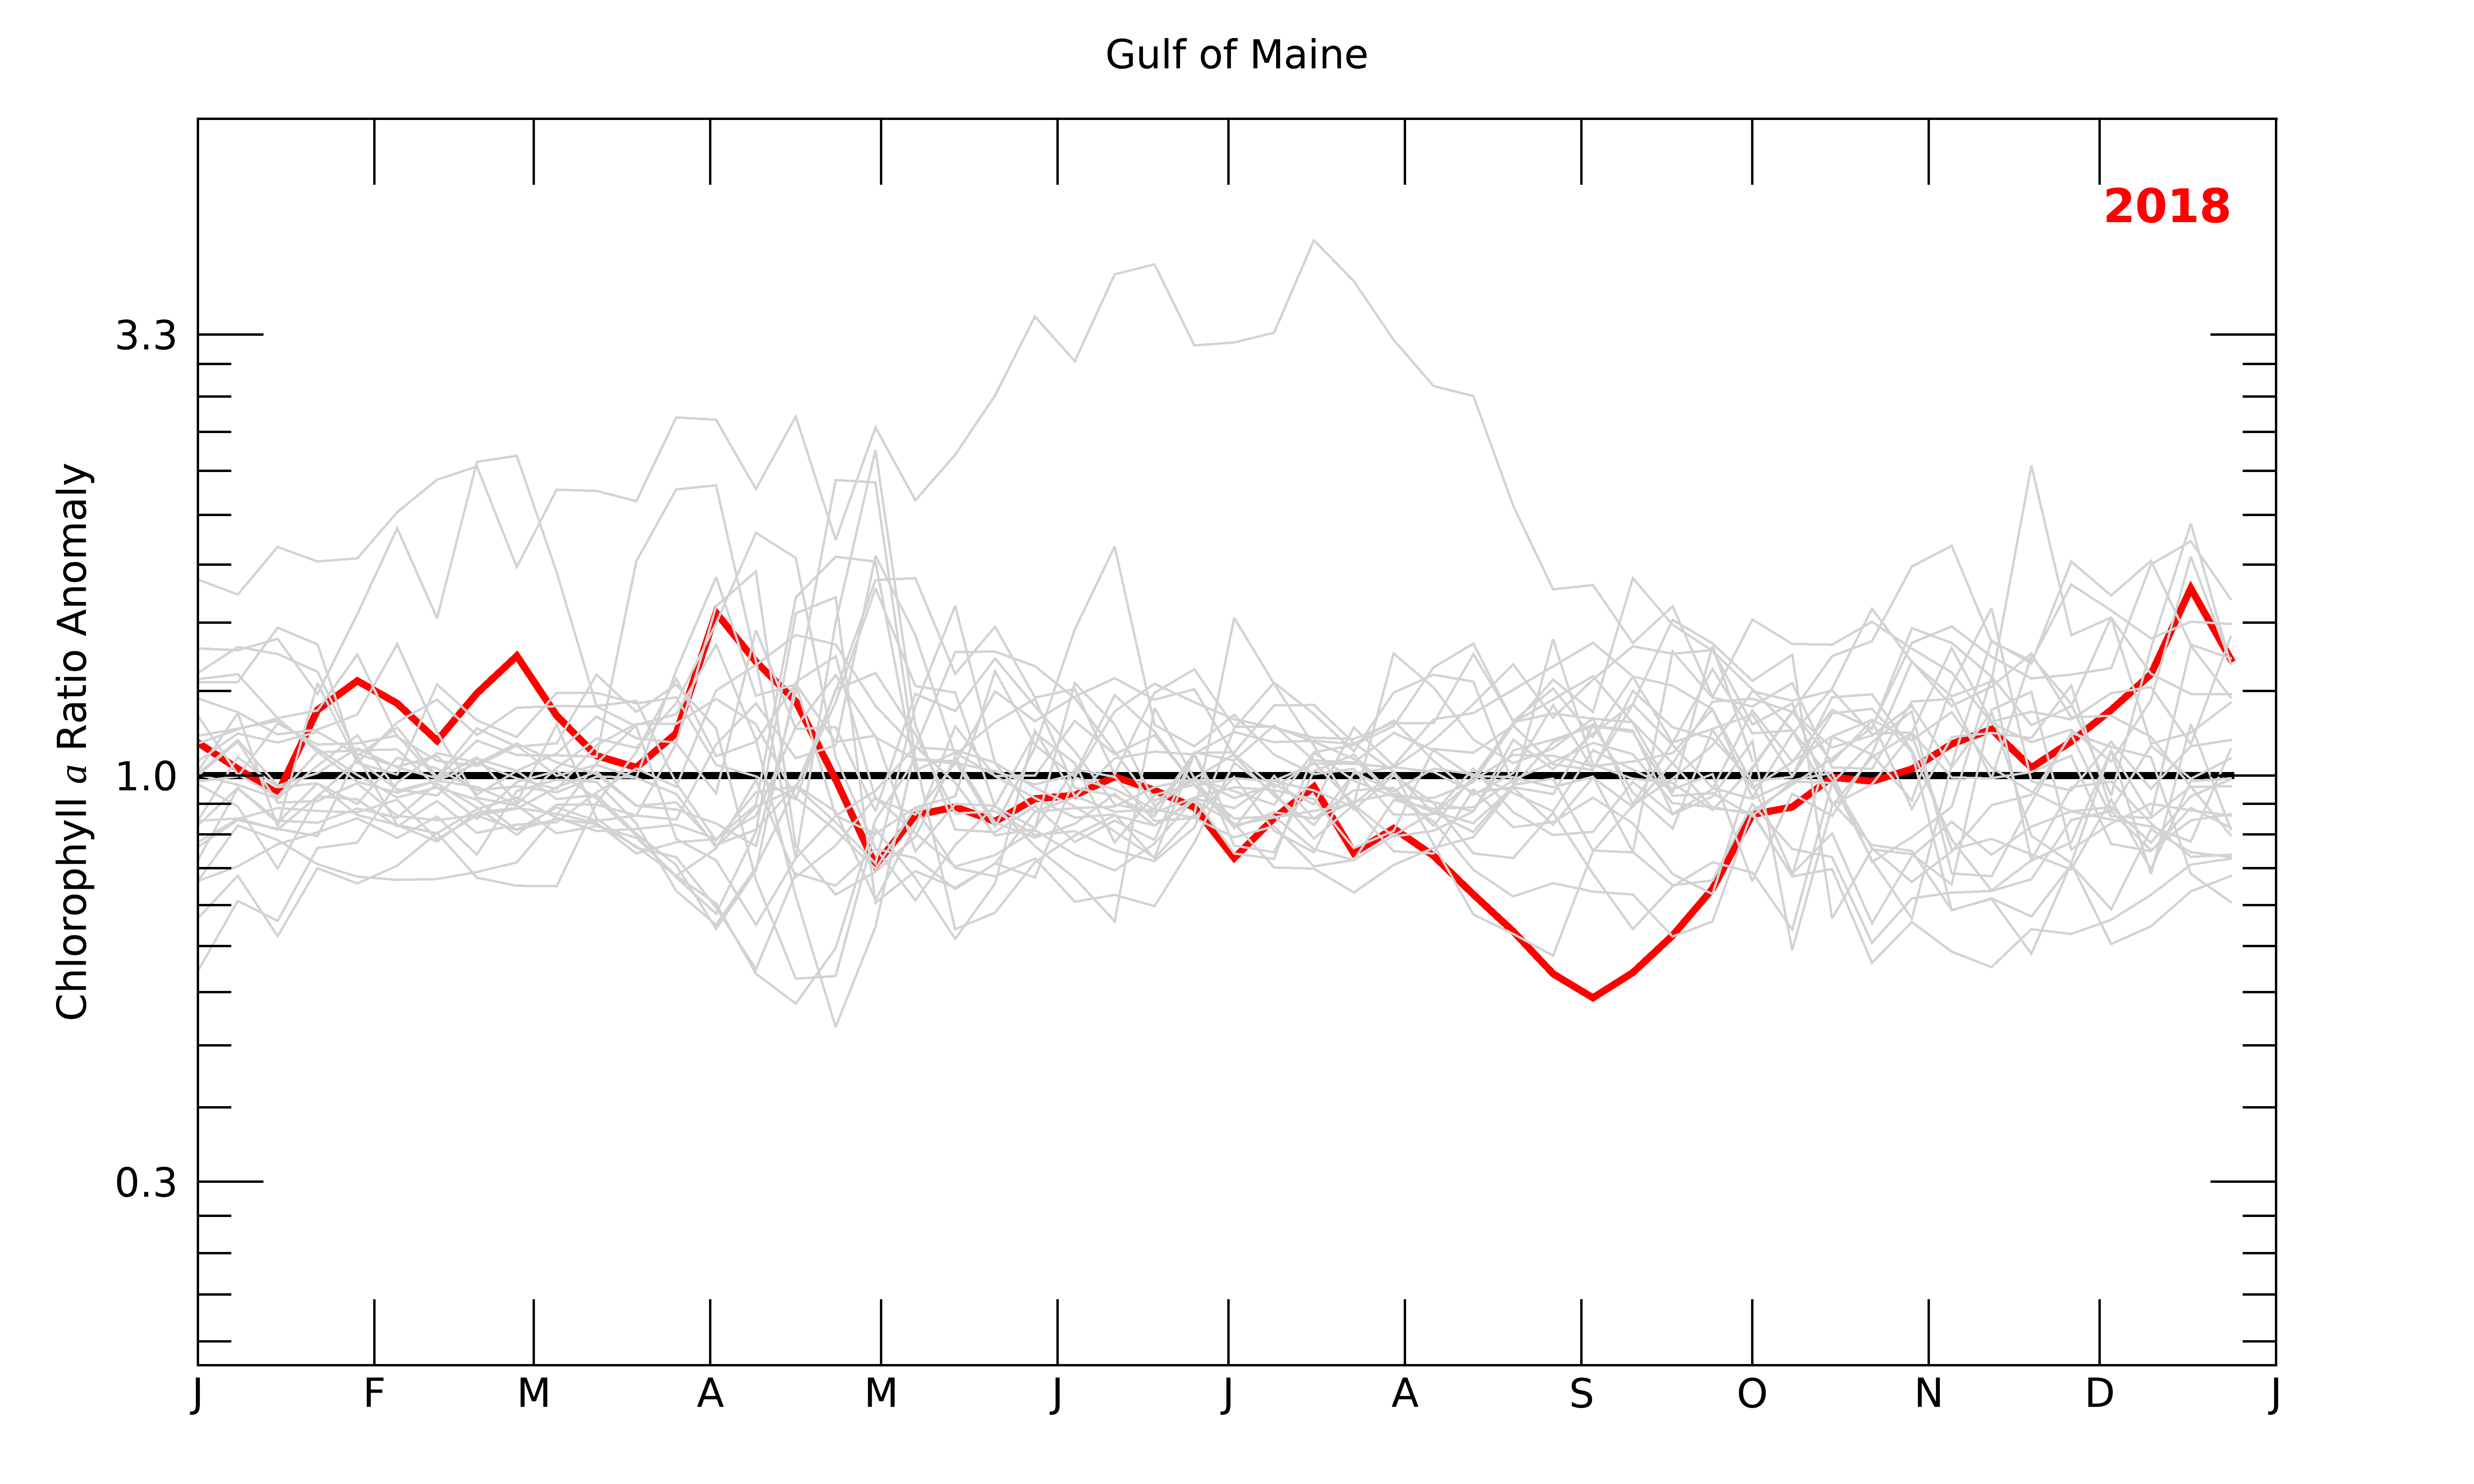 Gulf of Maine
2018
Chlorophyll a Ratio Anomaly
3.3
1.0
0.3
J F M A M J J A S O N D J